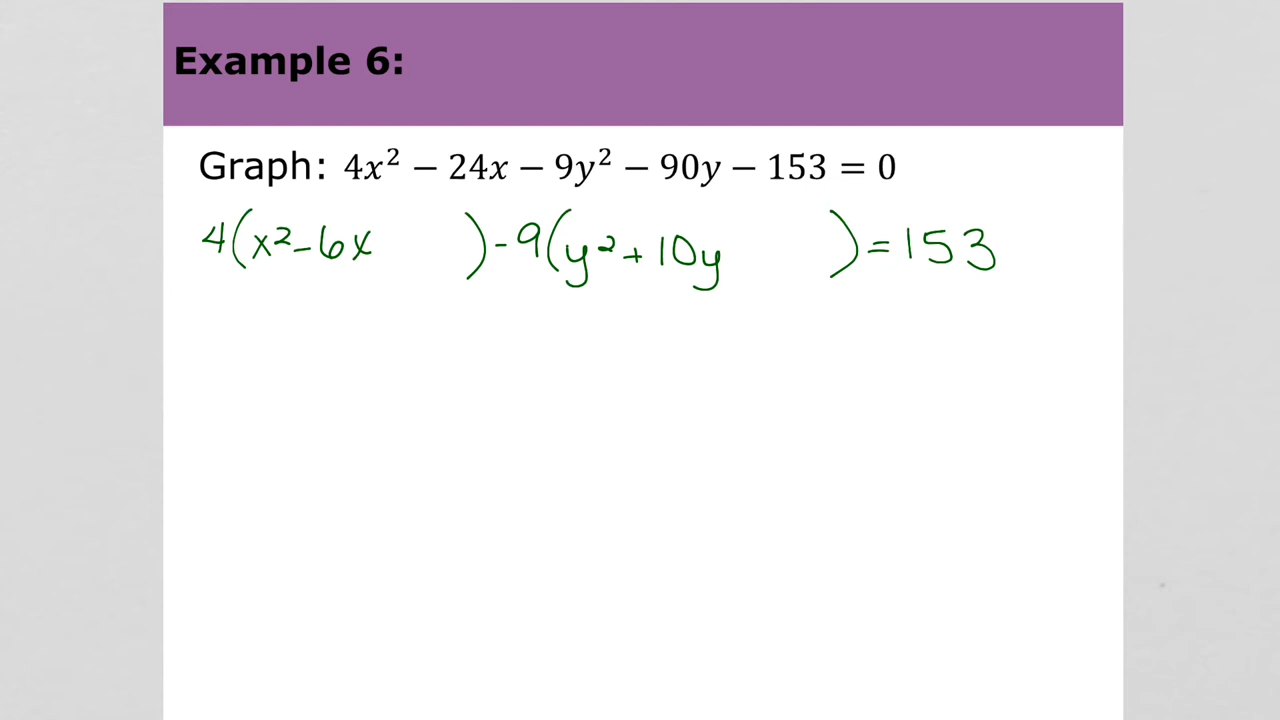 Example 6:
Graph: 4x² − 24x − 9y² − 90y − 153 = 0
4(x² − 6x      ) − 9(y² + 10y      ) = 153